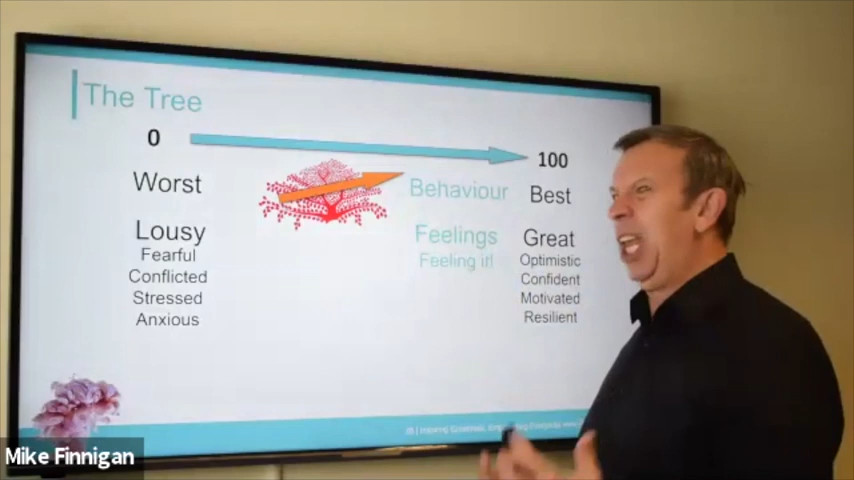 The Tree
0
100
Worst
Behaviour
Best
Lousy
Feelings
Great
Fearful
Feeling it!
Optimistic
Conflicted
Confident
Stressed
Motivated
Anxious
Resilient
Mike Finnigan